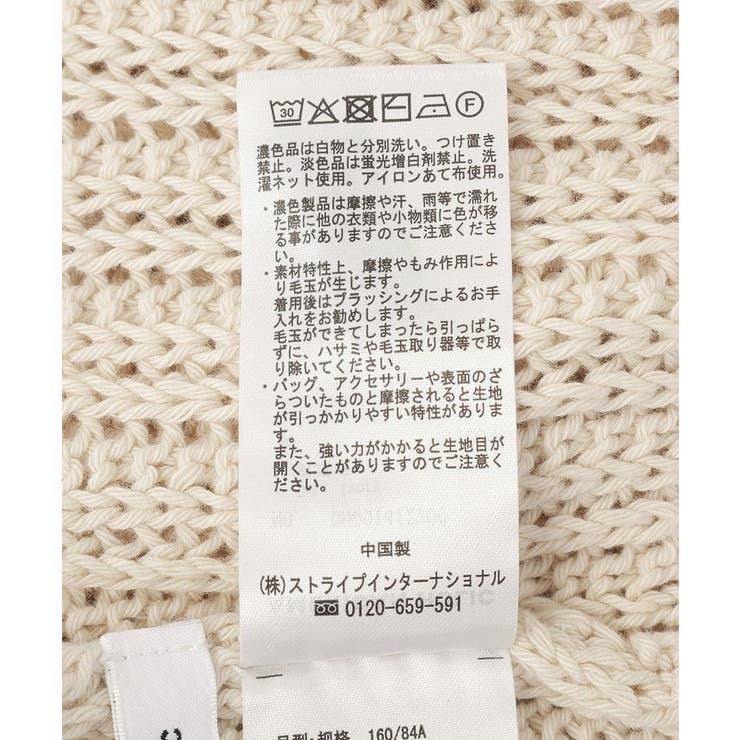 30 F
濃色品は白物と分別洗い。つけ置き
禁止。淡色品は蛍光増白剤禁止。洗
濯ネット使用。アイロンあて布使用。
・濃色製品は摩擦や汗、雨等で濡れ
た際に他の衣類や小物類に色が移
る事がありますのでご注意くださ
い。
・素材特性上、摩擦やもみ作用によ
り毛玉が生じます。
着用後はブラッシングによるお手
入れをお勧めします。
毛玉ができてしまったら引っぱら
ずに、ハサミや毛玉取り器等で取
り除いてください。
・バッグ、アクセサリーや表面のざ
らついたものと摩擦されると生地
が引っかかりやすい特性がありま
す。
また、強い力がかかると生地目が
開くことがありますのでご注意く
ださい。
中国製
(株)ストライプインターナショナル
0120-659-591
号型·规格 160/84A
C